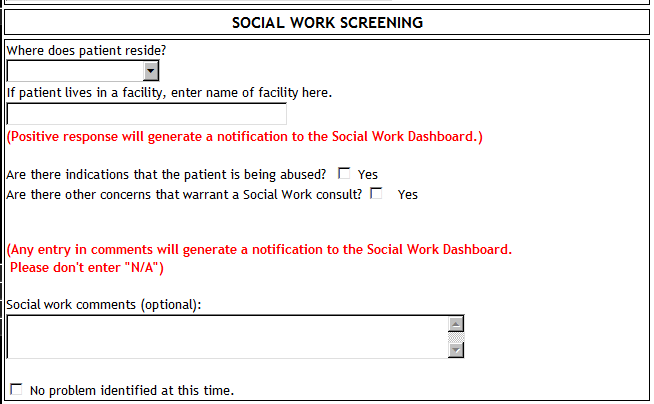 SOCIAL WORK SCREENING
Where does patient reside?
If patient lives in a facility, enter name of facility here.
(Positive response will generate a notification to the Social Work Dashboard.)
Are there indications that the patient is being abused? Yes
Are there other concerns that warrant a Social Work consult? Yes
(Any entry in comments will generate a notification to the Social Work Dashboard.
Please don't enter "N/A")
Social work comments (optional):
No problem identified at this time.